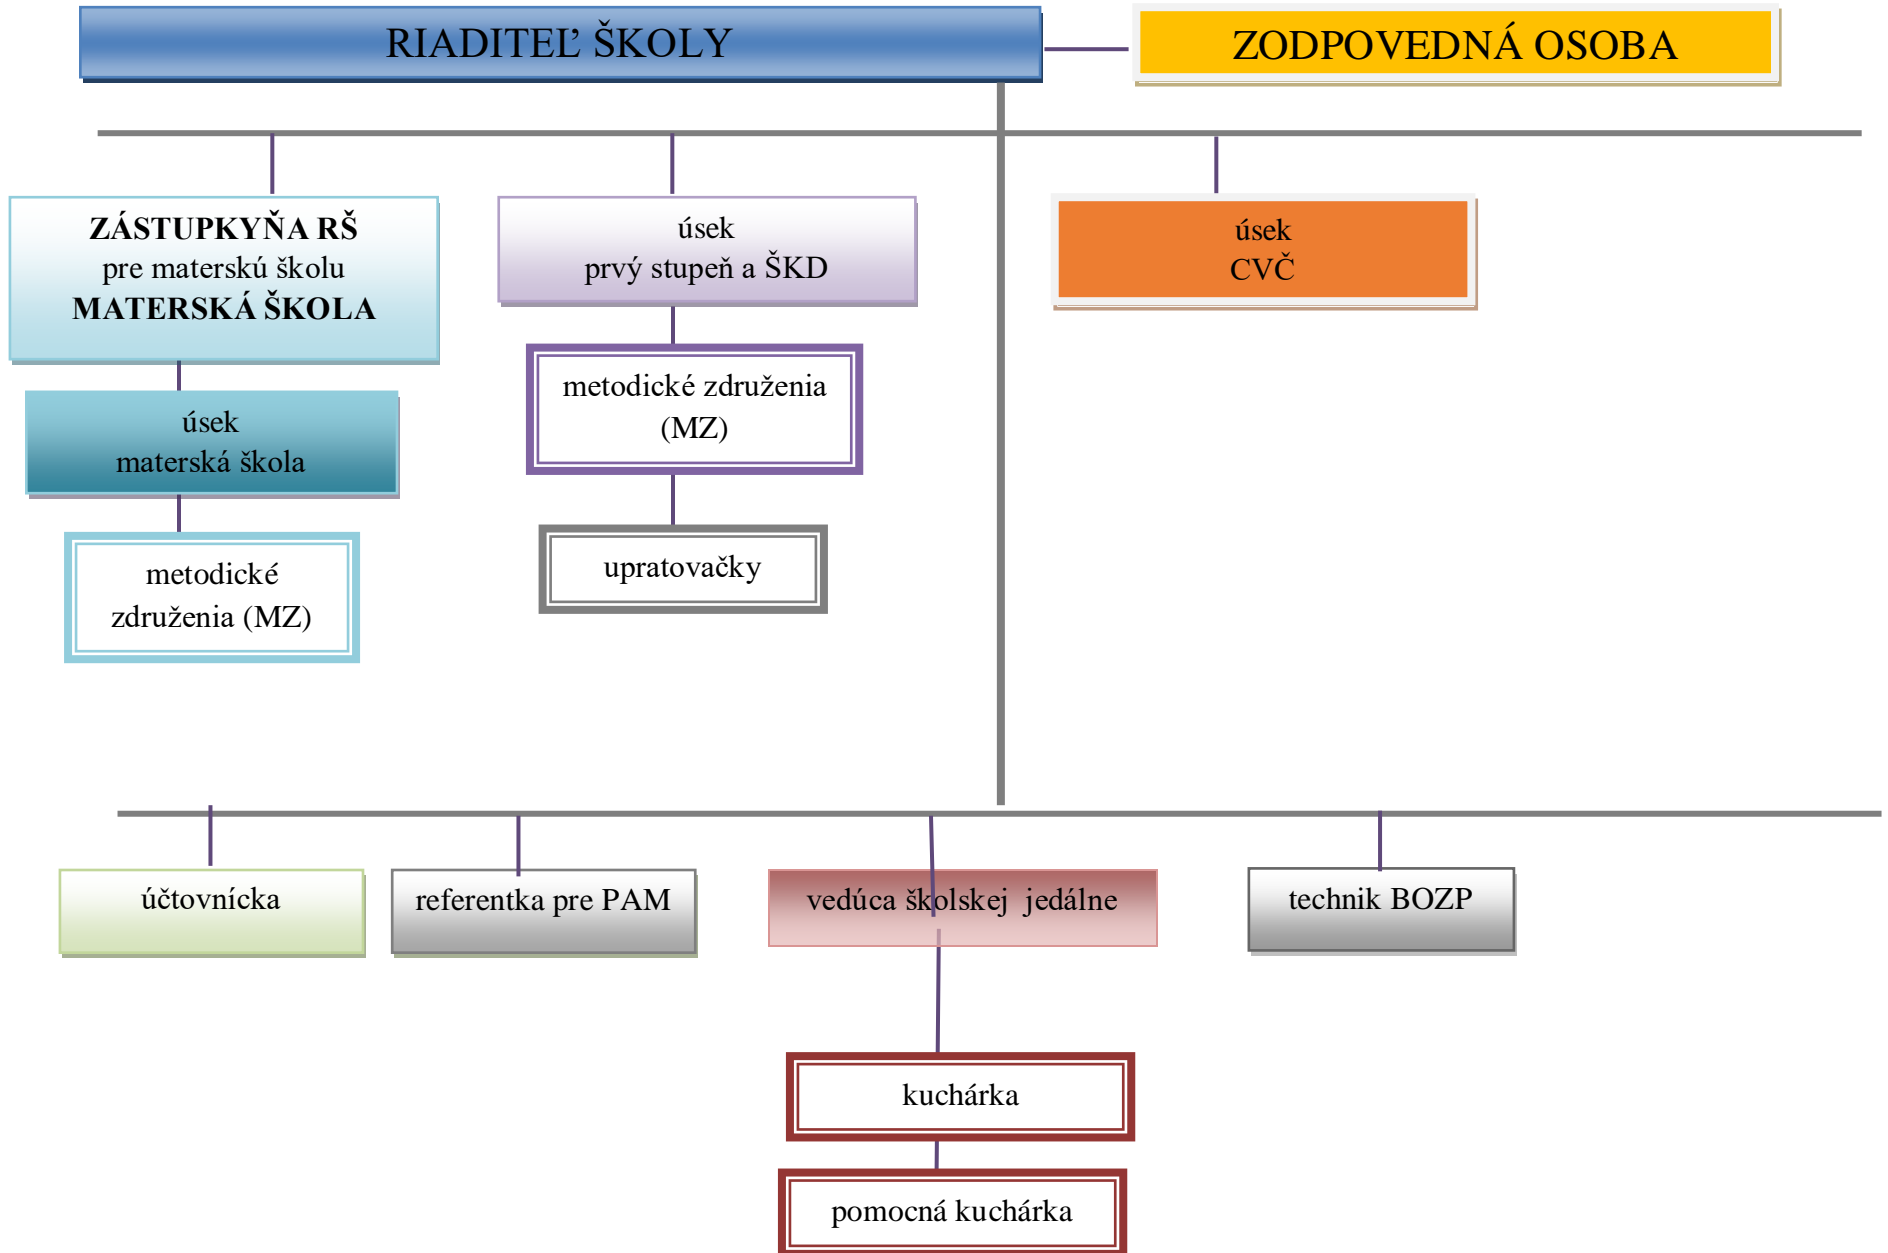 RIADITEĽ ŠKOLY
ZODPOVEDNÁ OSOBA
ZÁSTUPKYŇA RŠ
pre materskú školu
MATERSKÁ ŠKOLA
úsek
prvý stupeň a ŠKD
úsek
CVČ
metodické združenia
(MZ)
úsek
materská škola
upratovačky
metodické
združenia (MZ)
účtovnícka
referentka pre PAM
vedúca školskej jedálne
technik BOZP
kuchárka
pomocná kuchárka